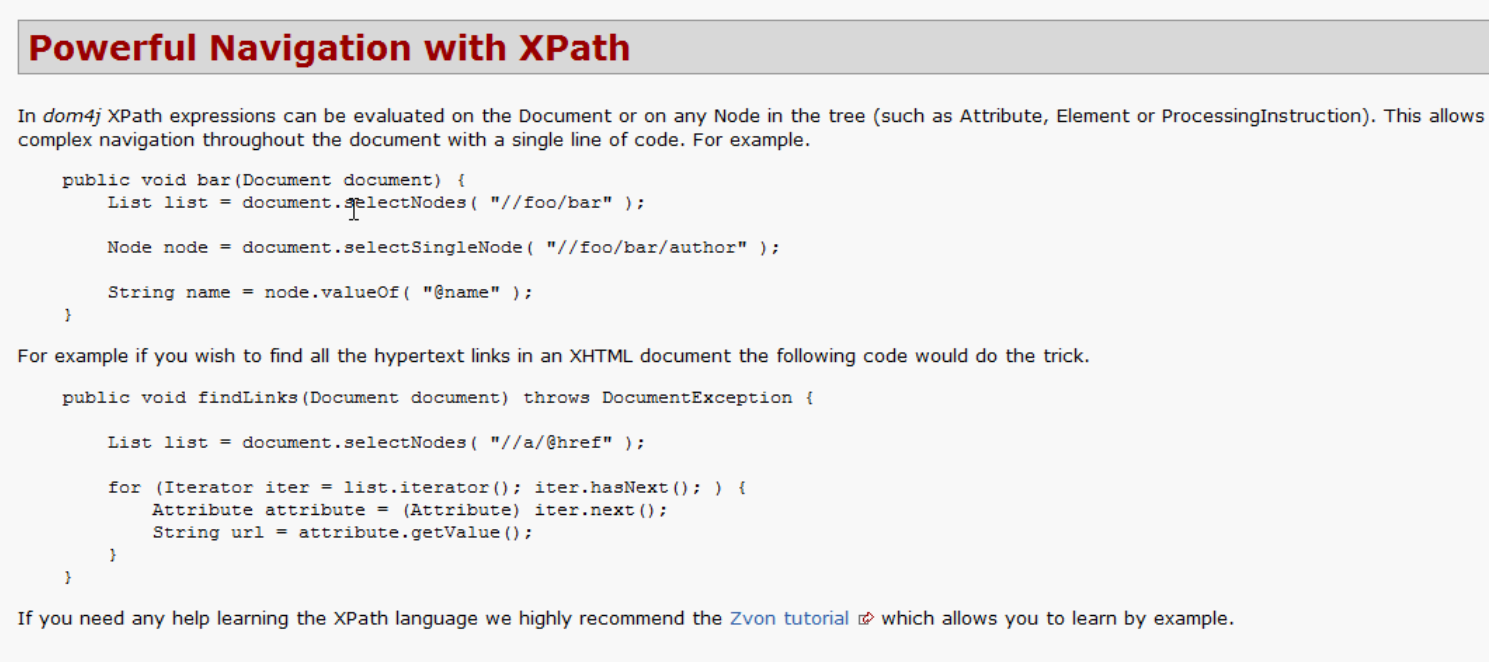 Powerful Navigation with XPath
In dom4j XPath expressions can be evaluated on the Document or on any Node in the tree (such as Attribute, Element or ProcessingInstruction). This allows
complex navigation throughout the document with a single line of code. For example.
public void bar(Document document) {
List list = document.selectNodes( "//foo/bar" );
Node node = document.selectSingleNode( "//foo/bar/author" );
String name = node.valueOf( "@name" );
}
For example if you wish to find all the hypertext links in an XHTML document the following code would do the trick.
public void findLinks(Document document) throws DocumentException {
List list = document.selectNodes( "//a/@href" );
for (Iterator iter = list.iterator(); iter.hasNext(); ) {
Attribute attribute = (Attribute) iter.next();
String url = attribute.getValue();
}
}
If you need any help learning the XPath language we highly recommend the Zvon tutorial which allows you to learn by example.